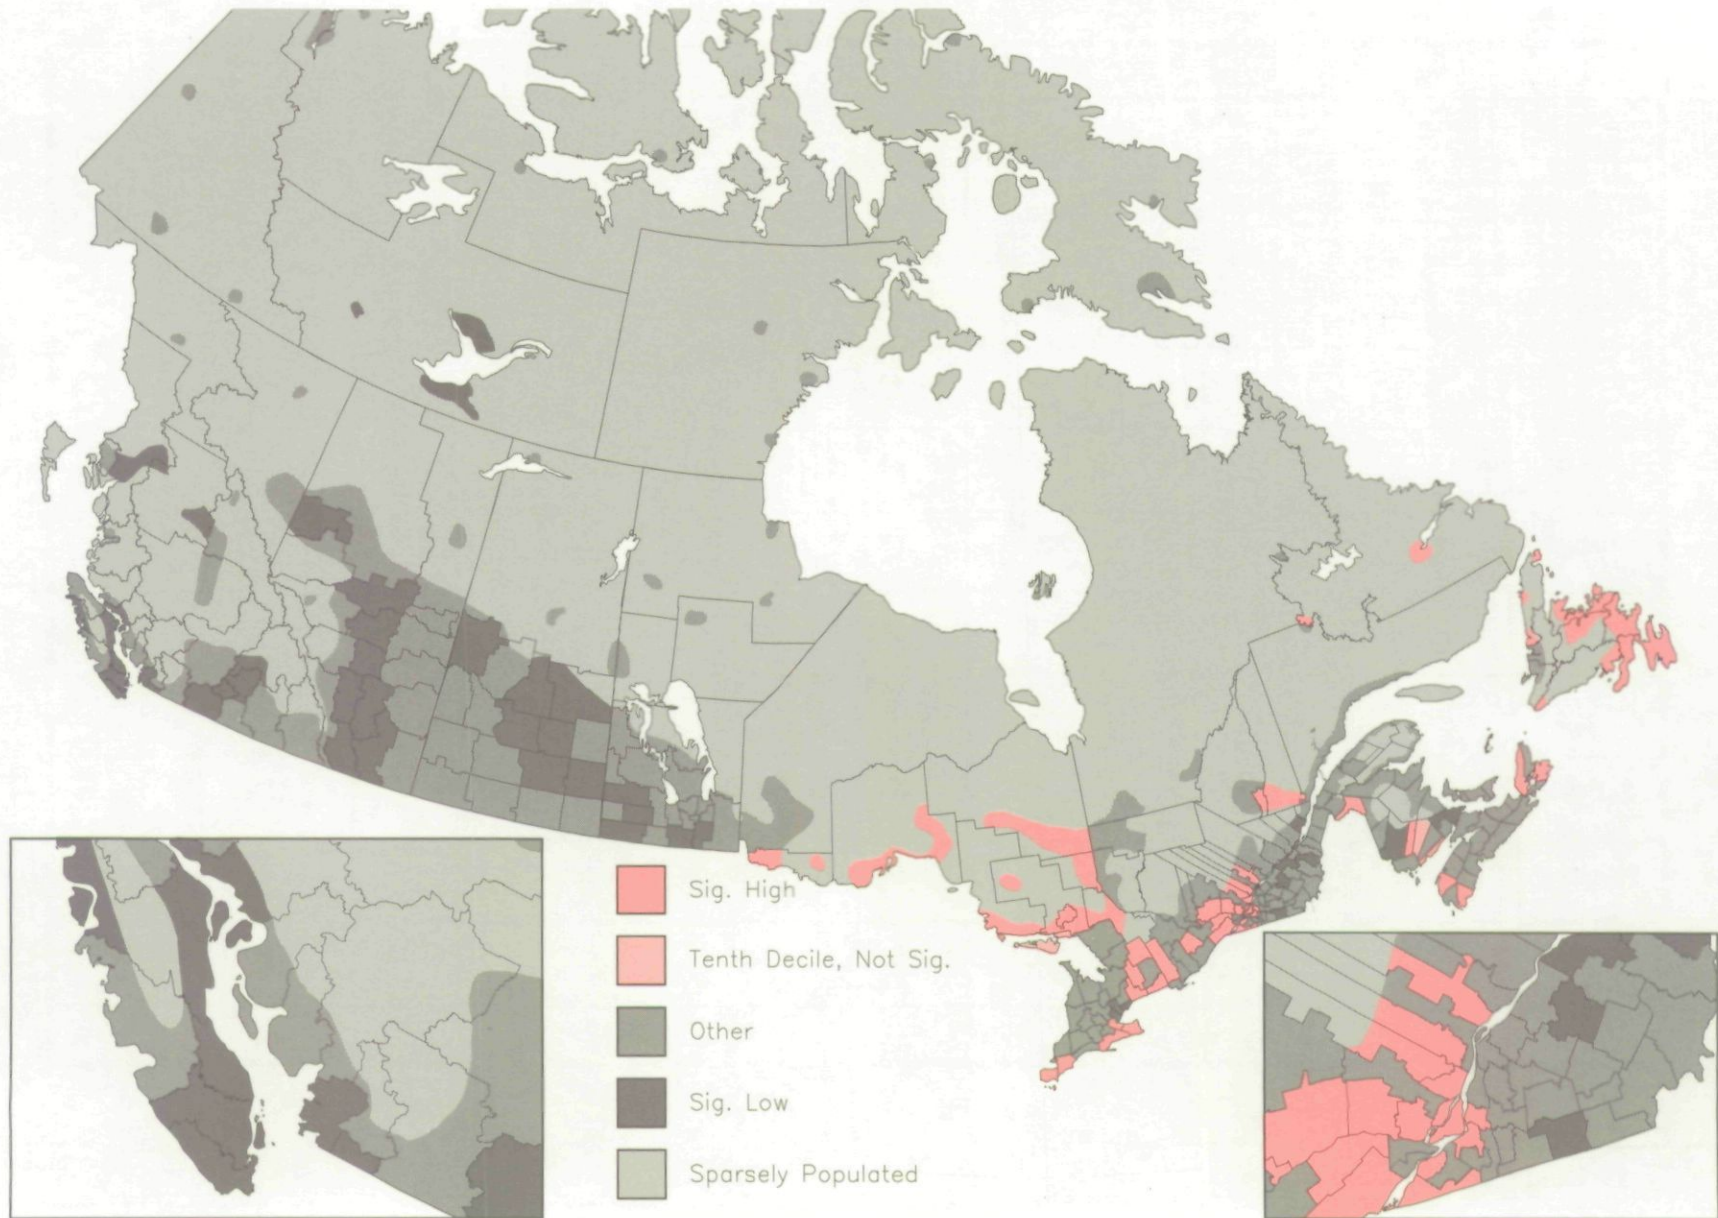 Sig. High
Tenth Decile, Not Sig.
Other
Sig. Low
Sparsely Populated